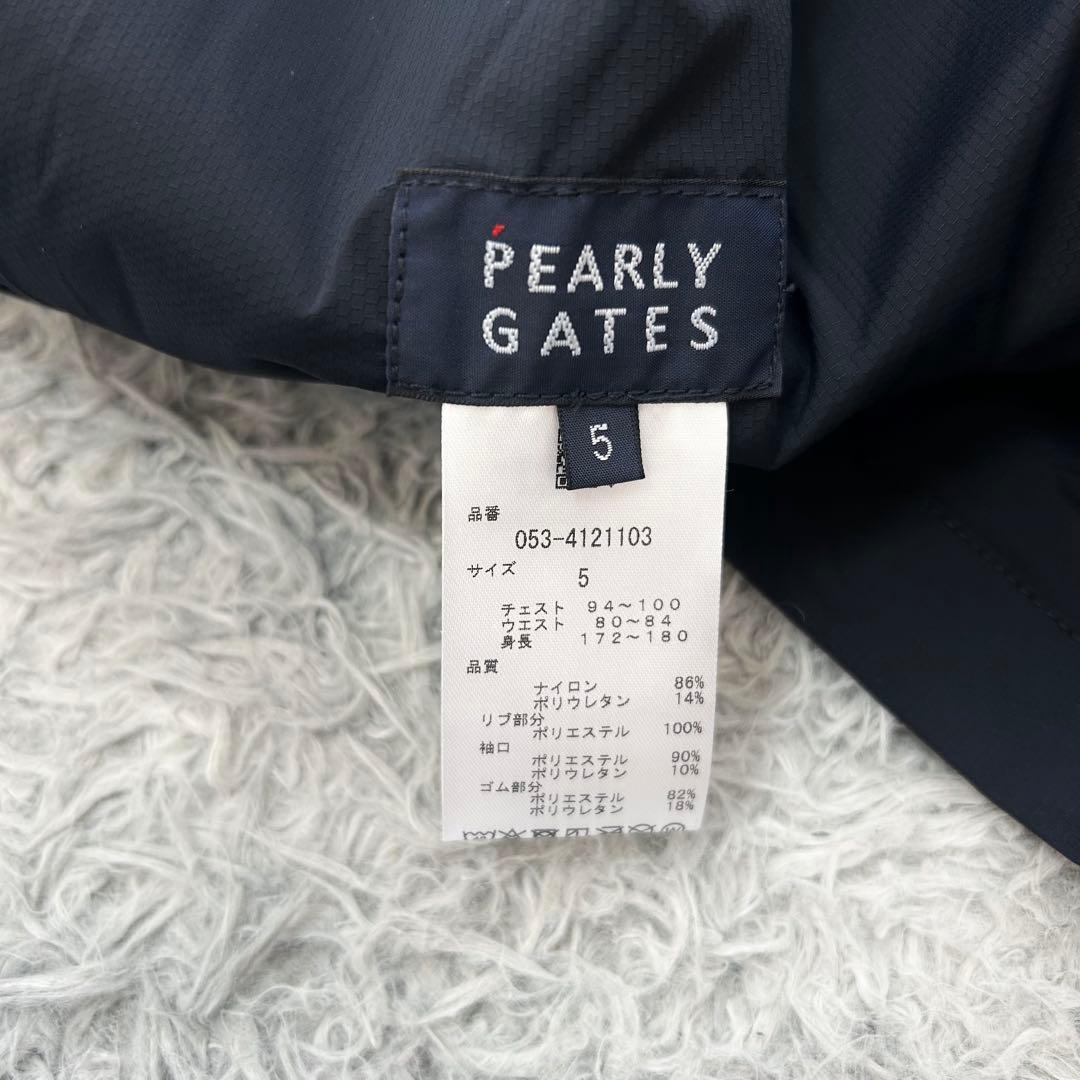 PEARLY
GATES
5
品番
053-4121103
サイズ
5
チェスト 94～100
ウエスト 80～84
身長 172～180
品質
ナイロン 86%
ポリウレタン 14%
リブ部分
ポリエステル 100%
袖口
ポリエステル 90%
ポリウレタン 10%
ゴム部分
ポリエステル 82%
ポリウレタン 18%